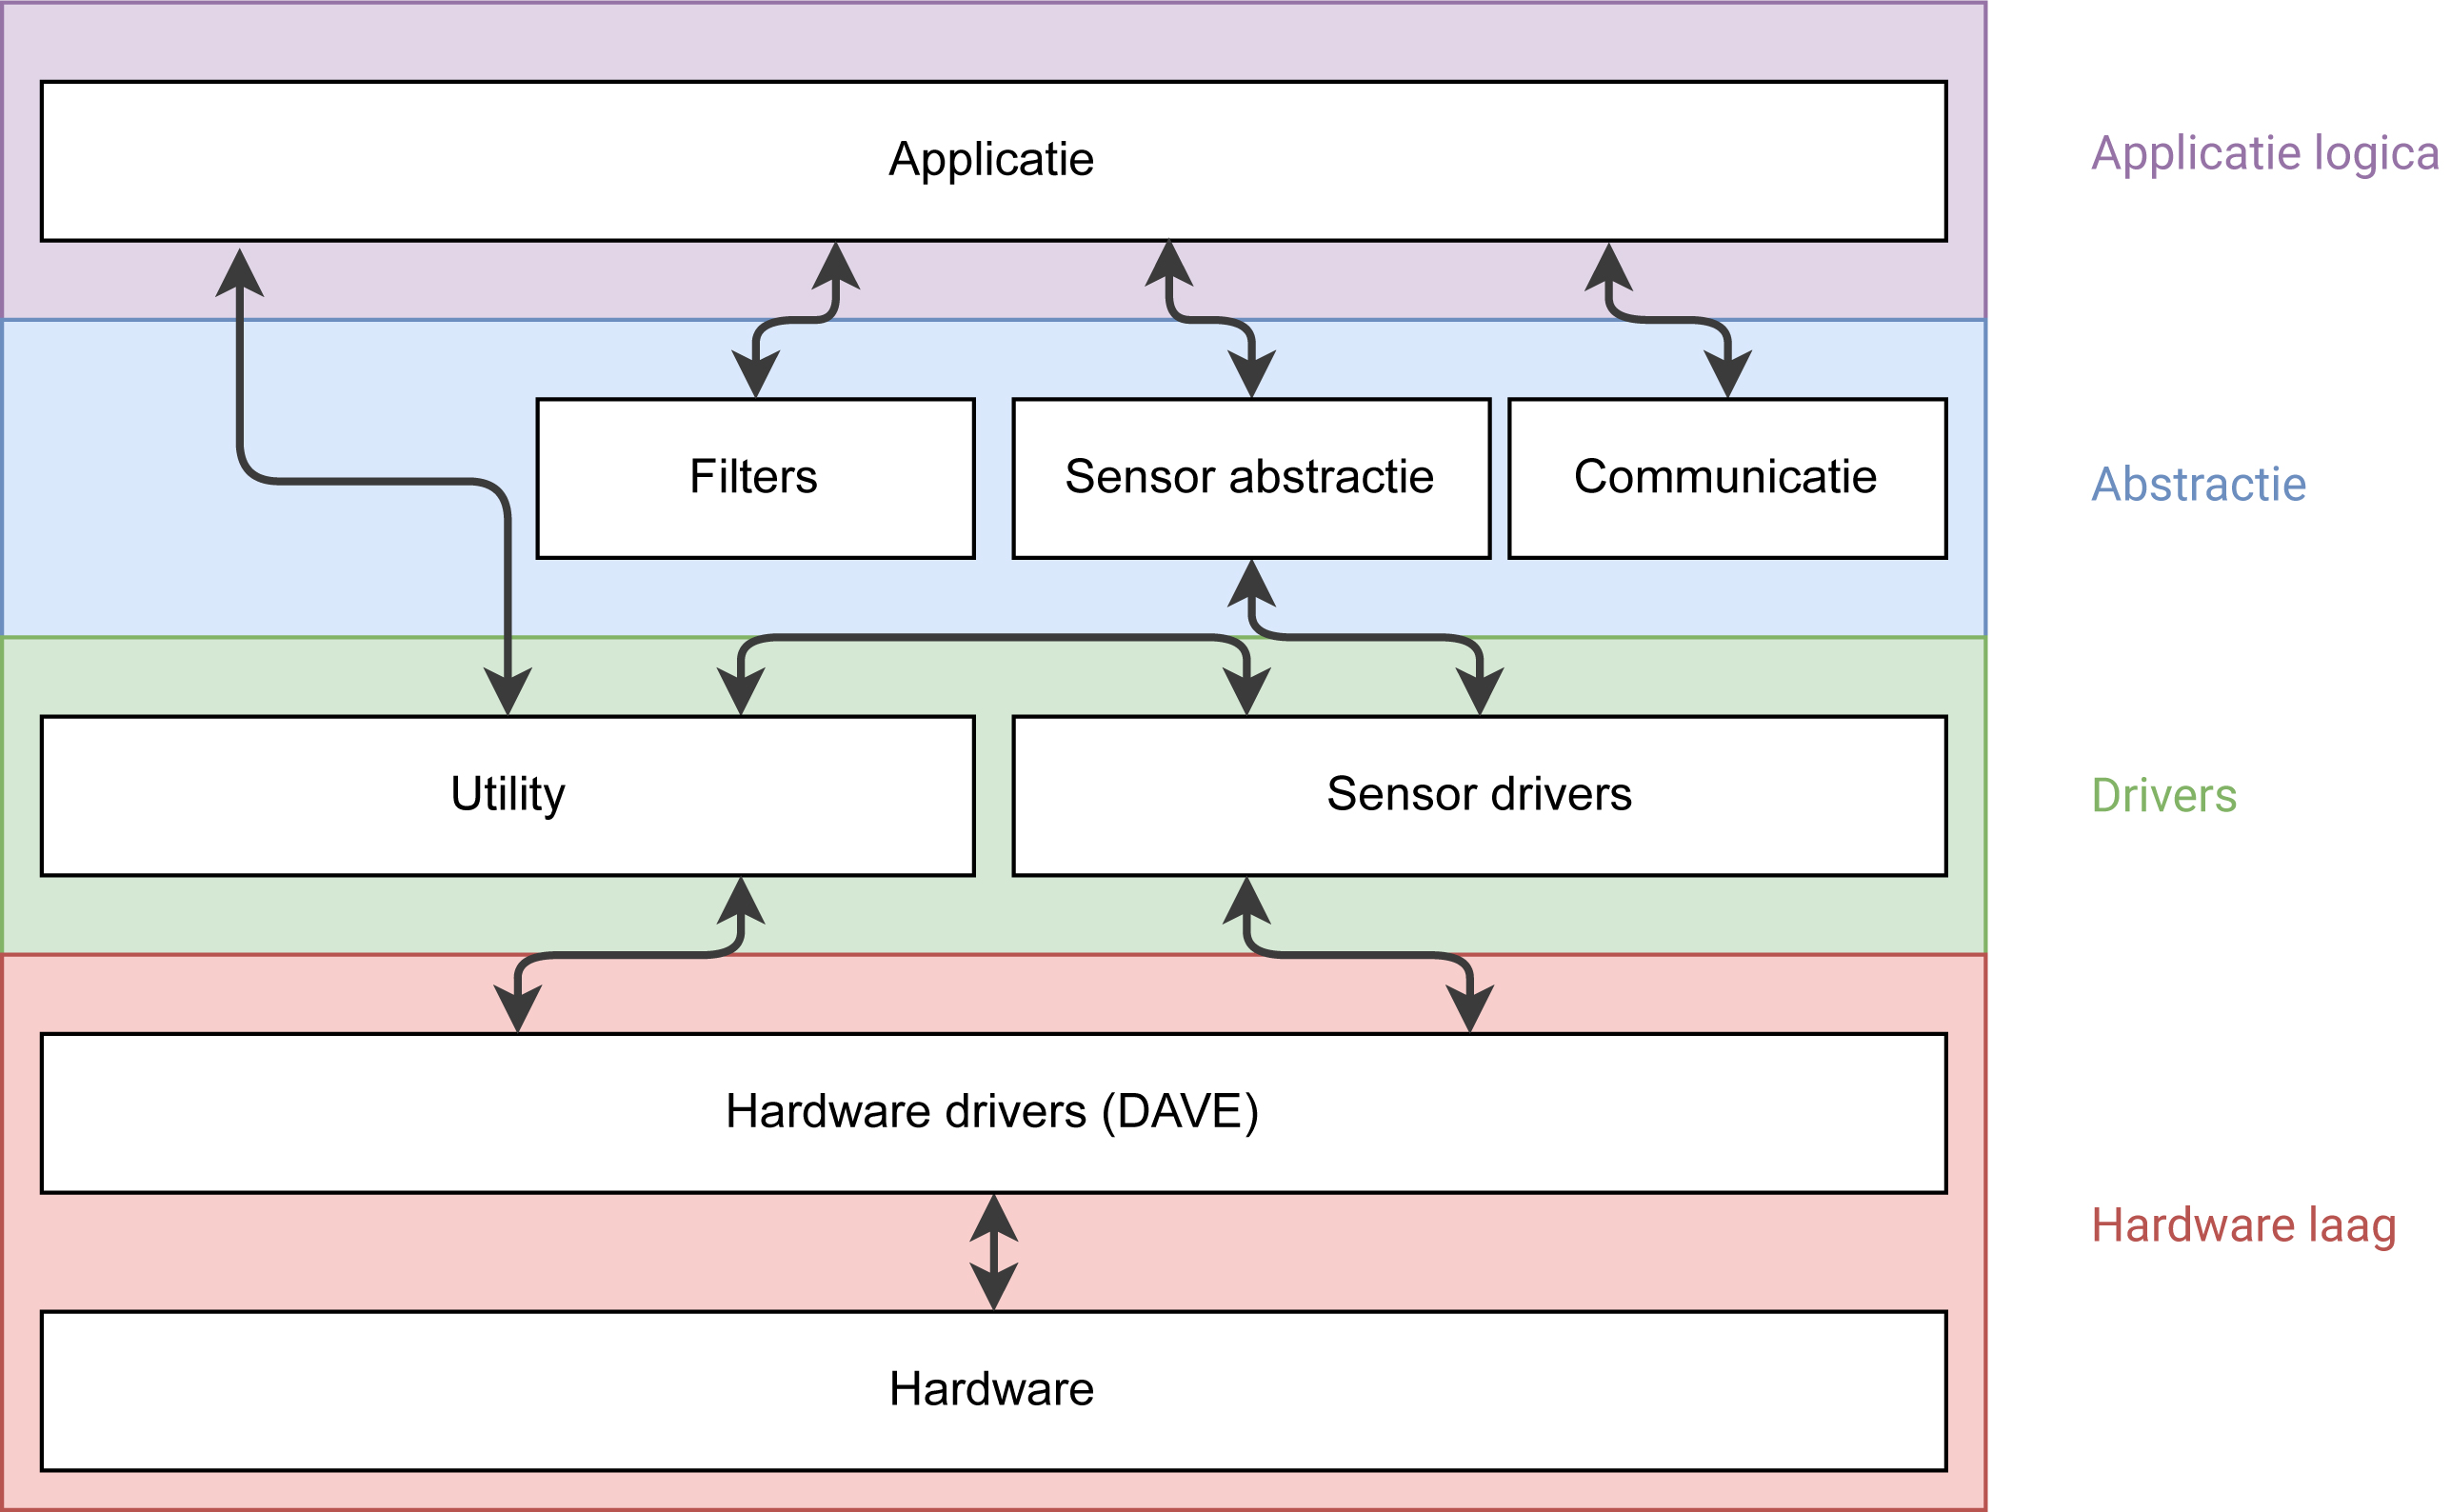 Applicatie
Applicatie logica
Filters
Sensor abstractie
Communicatie
Abstractie
Utility
Sensor drivers
Drivers
Hardware drivers (DAVE)
Hardware laag
Hardware